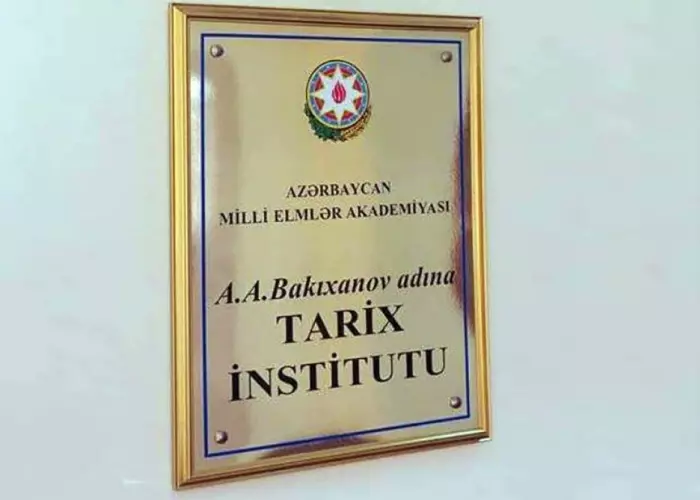 AZƏRBAYCAN
MİLLİ ELMLƏR AKADEMİYASI
A.A.Bakıxanov adına
TARİX
İNSTİTUTU